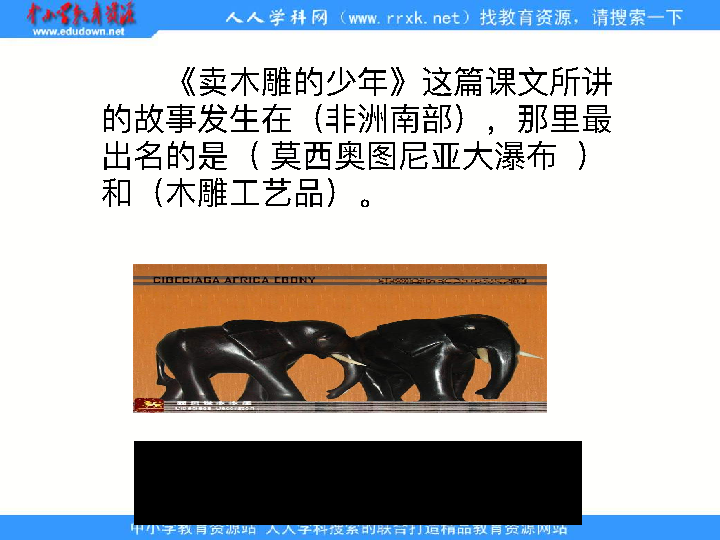 中小学教育资源
www.edudown.net
人人学科网（www.rrxk.net）找教育资源，请搜索一下
《卖木雕的少年》这篇课文所讲
的故事发生在（非洲南部），那里最
出名的是（ 莫西奥图尼亚大瀑布 ）
和（木雕工艺品）。
AFRICA EBONY
中小学教育资源站 人人学科搜索的联合打造精品教育资源网站